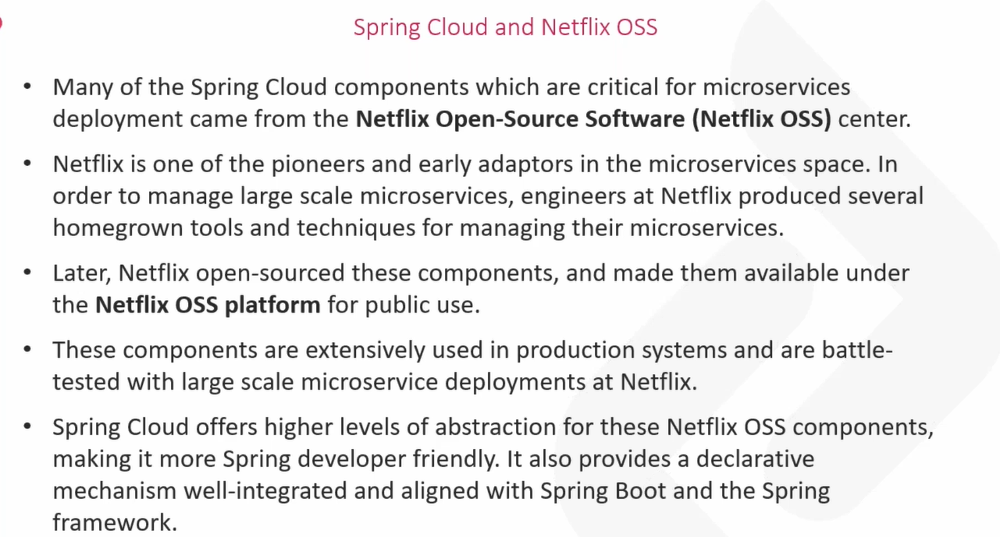 Spring Cloud and Netflix OSS
• Many of the Spring Cloud components which are critical for microservices
deployment came from the Netflix Open-Source Software (Netflix OSS) center.
• Netflix is one of the pioneers and early adaptors in the microservices space. In
order to manage large scale microservices, engineers at Netflix produced several
homegrown tools and techniques for managing their microservices.
• Later, Netflix open-sourced these components, and made them available under
the Netflix OSS platform for public use.
• These components are extensively used in production systems and are battle-
tested with large scale microservice deployments at Netflix.
• Spring Cloud offers higher levels of abstraction for these Netflix OSS components,
making it more Spring developer friendly. It also provides a declarative
mechanism well-integrated and aligned with Spring Boot and the Spring
framework.